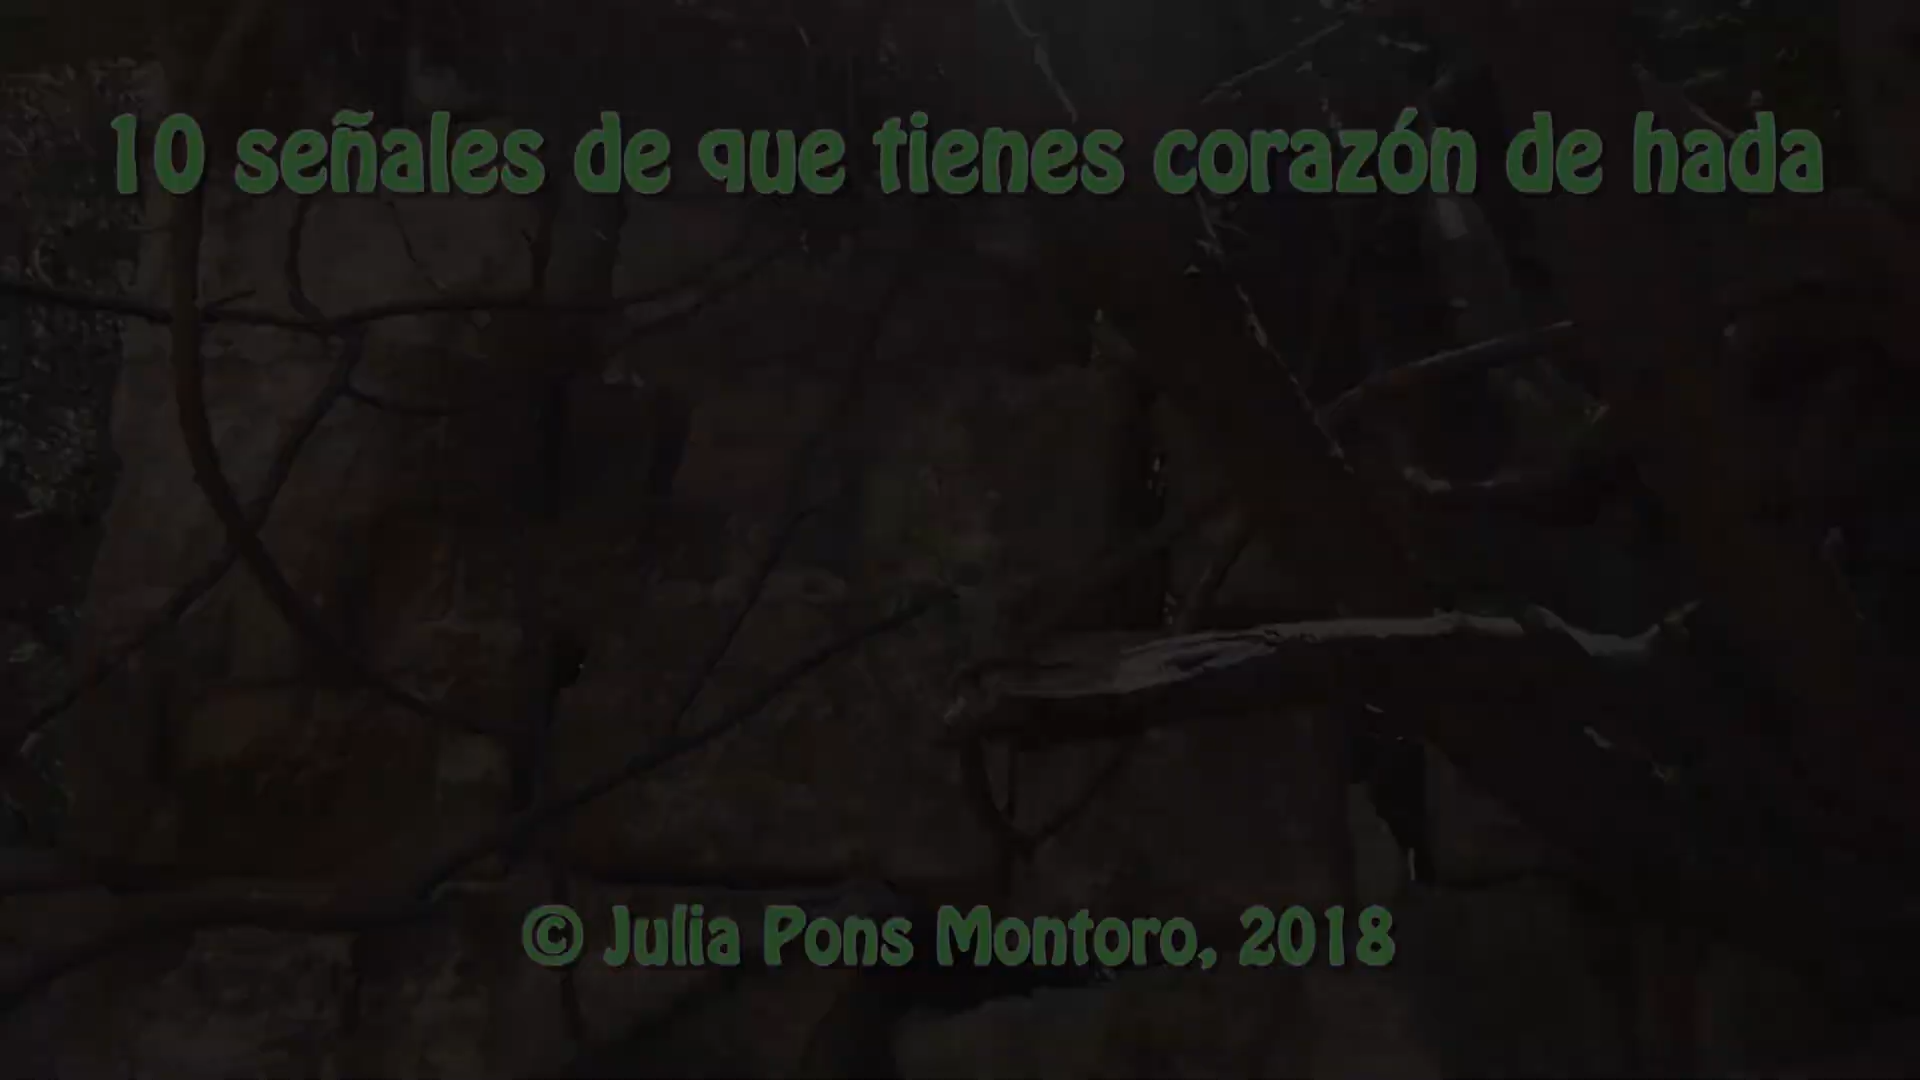 10 señales de que tienes corazón de hada
© Julia Pons Montoro, 2018